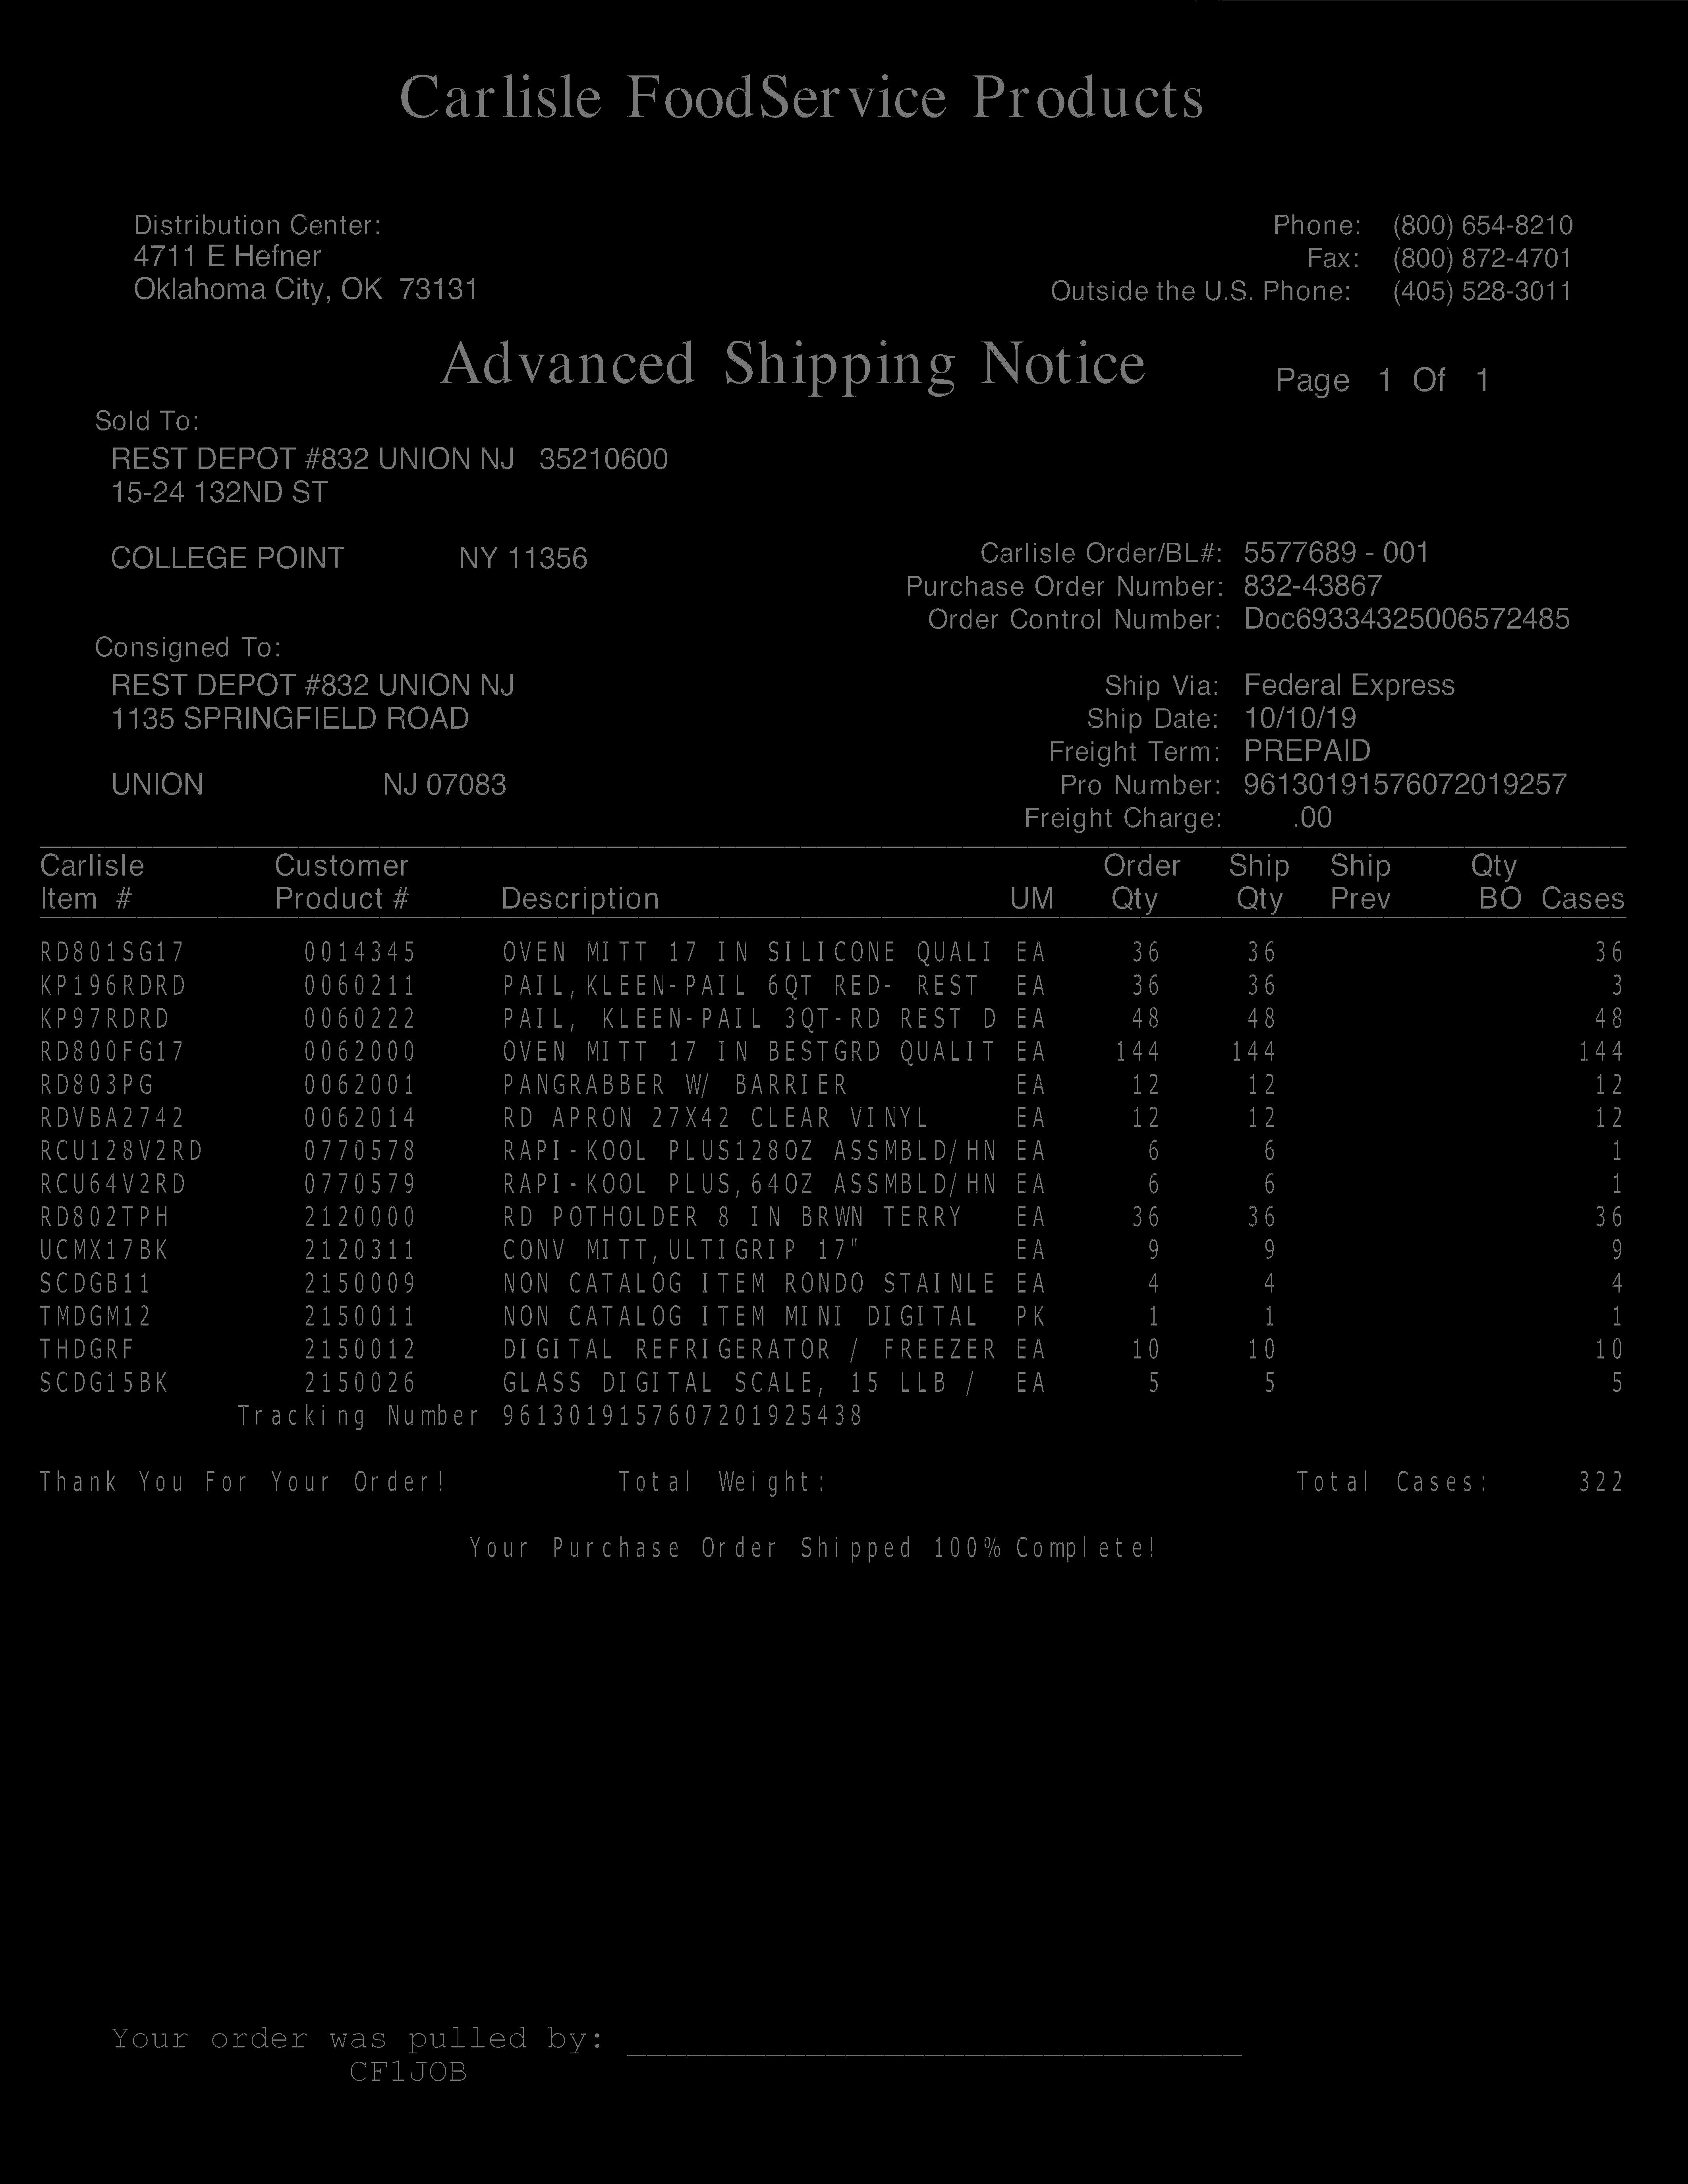 Carlisle FoodService Products
Distribution Center:
4711 E Hefner
Oklahoma City, OK 73131
Phone: (800) 654-8210
Fax: (800) 872-4701
Outside the U.S. Phone: (405) 528-3011
Advanced Shipping Notice Page 1 Of 1
Sold To:
REST DEPOT #832 UNION NJ 35210600
15-24 132ND ST
COLLEGE POINT NY 11356
Carlisle Order/BL#: 5577689 - 001
Purchase Order Number: 832-43867
Order Control Number: Doc69334325006572485
Consigned To:
REST DEPOT #832 UNION NJ
1135 SPRINGFIELD ROAD
UNION NJ 07083
Ship Via: Federal Express
Ship Date: 10/10/19
Freight Term: PREPAID
Pro Number: 96130191576072019257
Freight Charge: .00
Carlisle Customer Order Ship Ship Qty
Item # Product # Description UM Qty Qty Prev BO Cases
RD801SG17 0014345 OVEN MITT 17 IN SILICONE QUALI EA 36 36 36
KP196RDRD 0060211 PAIL,KLEEN-PAIL 6QT RED- REST EA 36 36 3
KP97RDRD 0060222 PAIL, KLEEN-PAIL 3QT-RD REST D EA 48 48 48
RD800FG17 0062000 OVEN MITT 17 IN BESTGRD QUALIT EA 144 144 144
RD803PG 0062001 PANGRABBER W/ BARRIER EA 12 12 12
RDVBA2742 0062014 RD APRON 27X42 CLEAR VINYL EA 12 12 12
RCU128V2RD 0770578 RAPI-KOOL PLUS128OZ ASSMBLD/HN EA 6 6 1
RCU64V2RD 0770579 RAPI-KOOL PLUS,64OZ ASSMBLD/HN EA 6 6 1
RD802TPH 2120000 RD POTHOLDER 8 IN BRWN TERRY EA 36 36 36
UCMX17BK 2120311 CONV MITT,ULTIGRIP 17" EA 9 9 9
SCDGB11 2150009 NON CATALOG ITEM RONDO STAINLE EA 4 4 4
TMDGM12 2150011 NON CATALOG ITEM MINI DIGITAL PK 1 1 1
THDGRF 2150012 DIGITAL REFRIGERATOR / FREEZER EA 10 10 10
SCDG15BK 2150026 GLASS DIGITAL SCALE, 15 LLB / EA 5 5 5
Tracking Number 9613019157607201925438
Thank You For Your Order! Total Weight: Total Cases: 322
Your Purchase Order Shipped 100% Complete!
Your order was pulled by:
CF1JOB